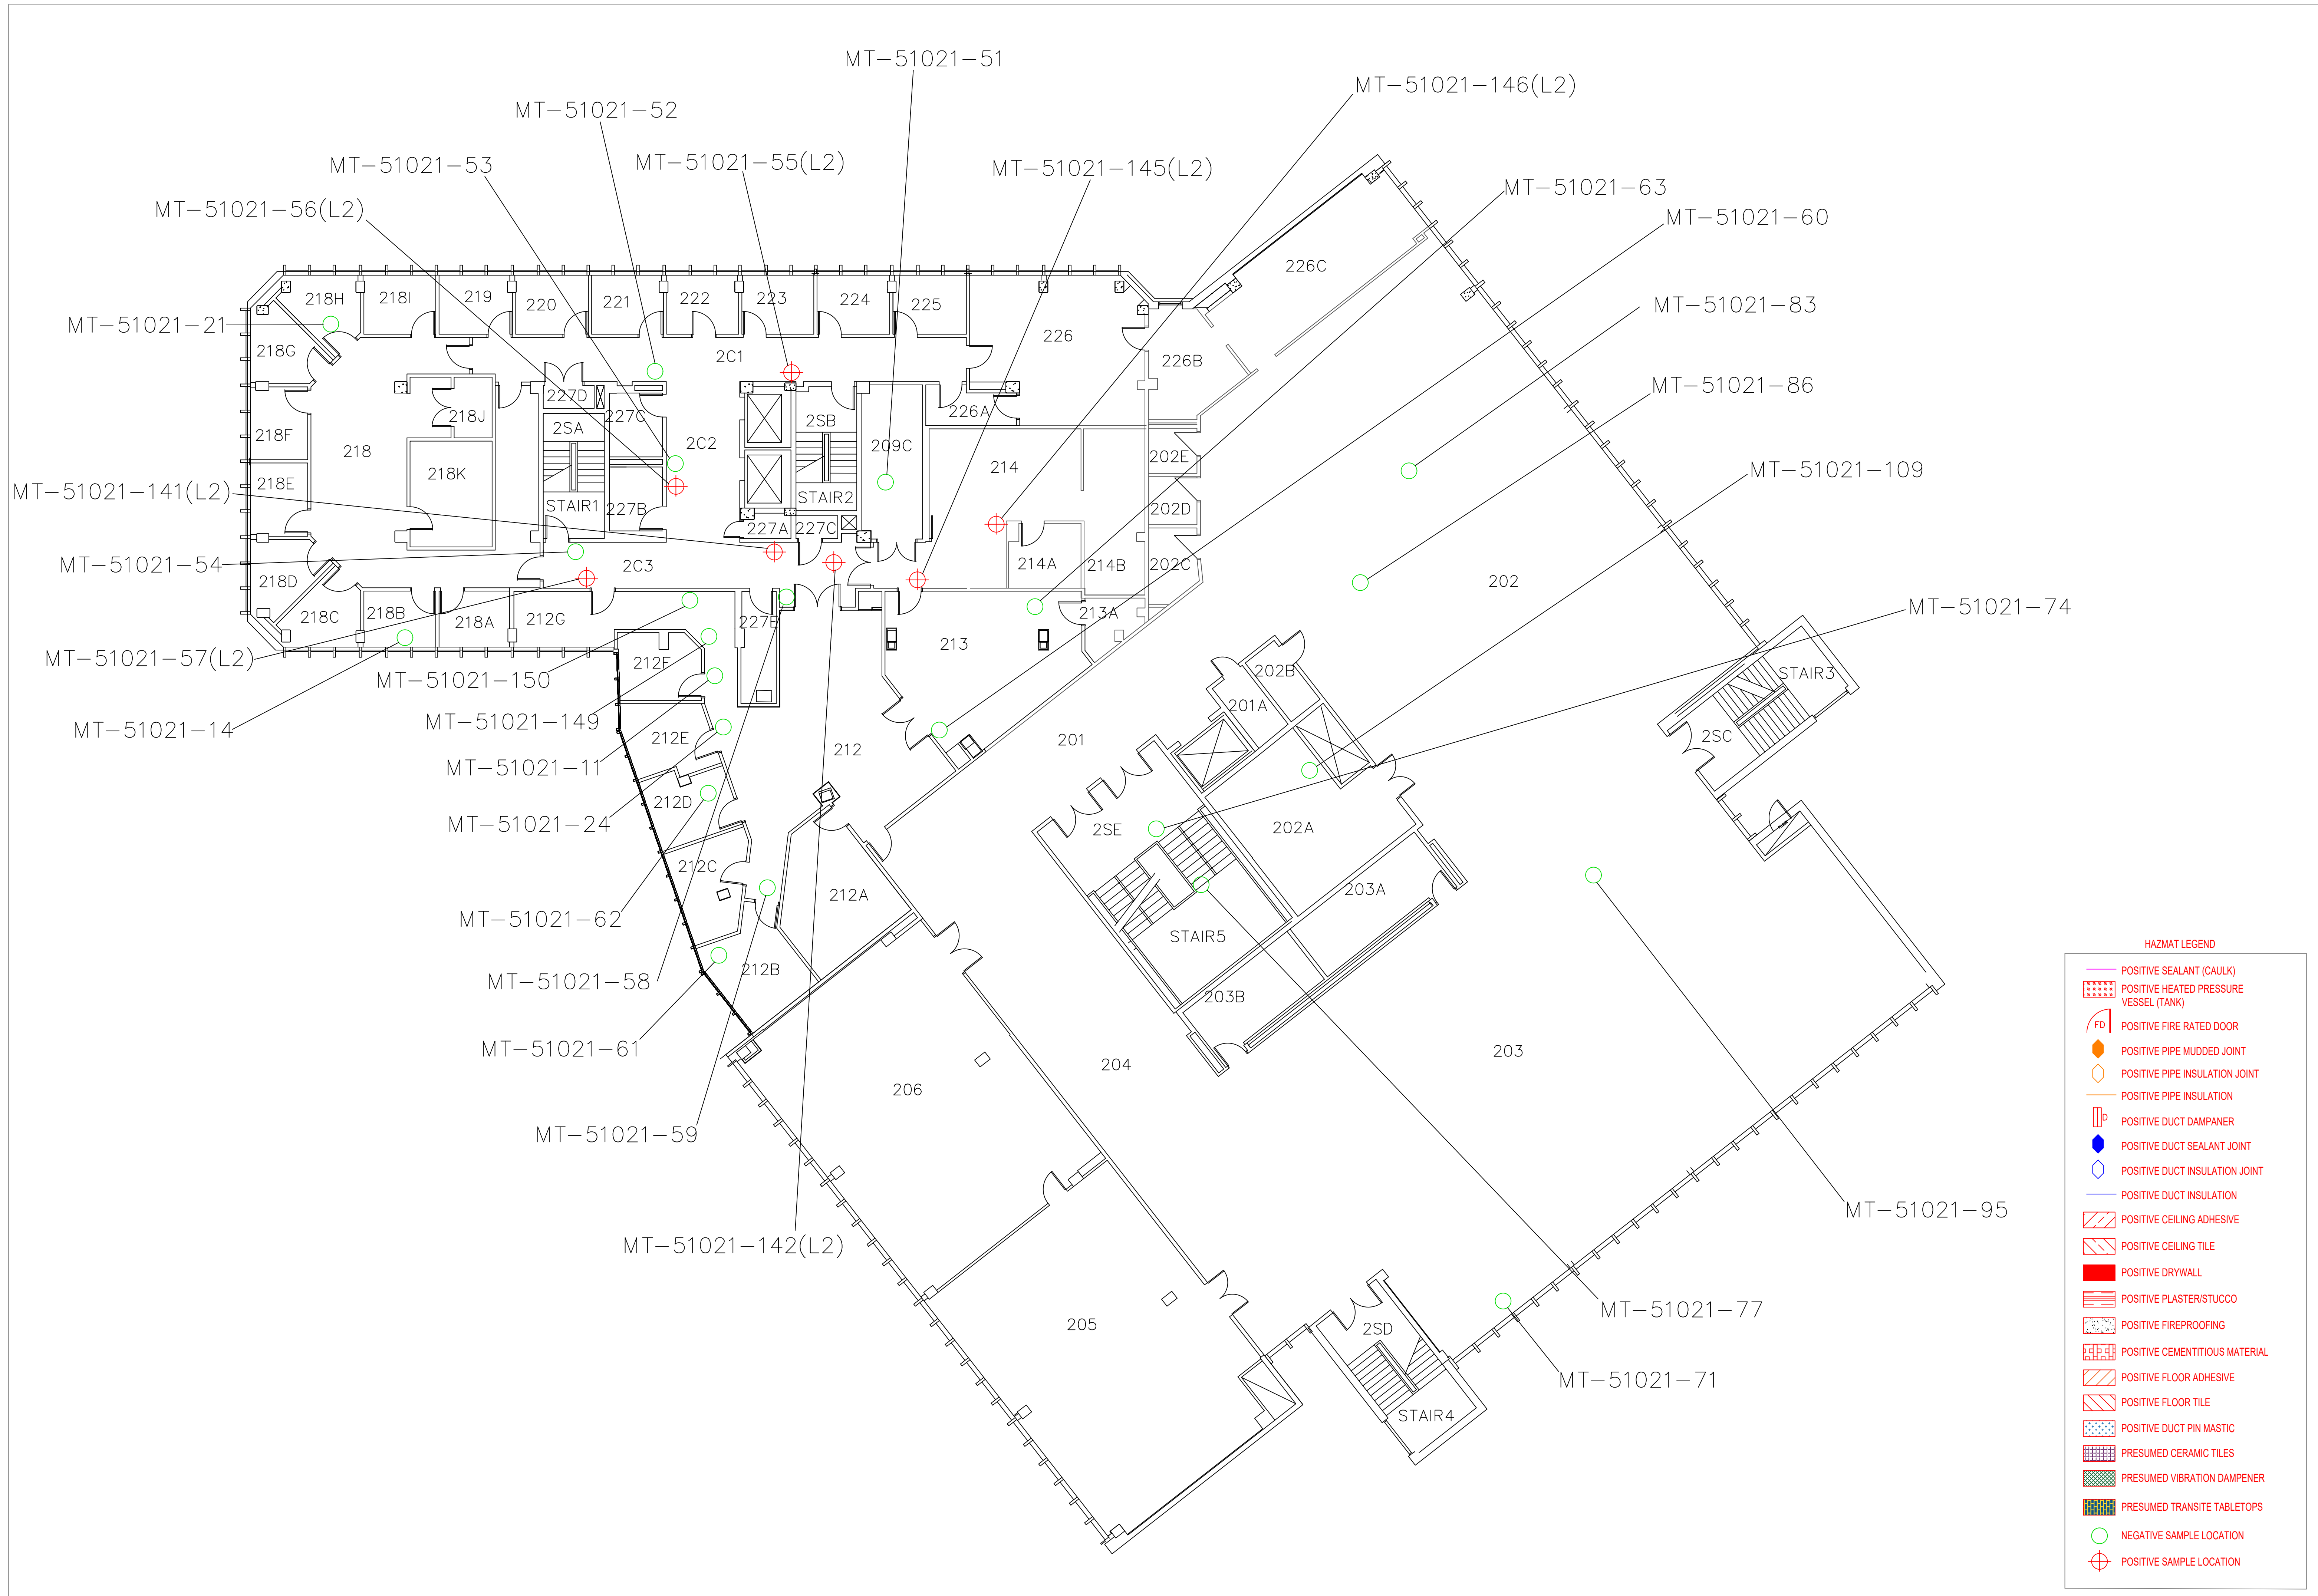 MT-51021-51
MT-51021-146(L2)
MT-51021-52
MT-51021-53
MT-51021-55(L2)
MT-51021-145(L2)
MT-51021-63
MT-51021-56(L2)
MT-51021-60
226C
218H
218I
219
220
221
222
223
224
225
MT-51021-83
MT-51021-21
226
218G
2C1
226B
MT-51021-86
227D
218J
227C
226A
2SA
2SB
218F
2C2
209C
218
202E
218K
214
MT-51021-109
218E
MT-51021-141(L2)
STAIR2
STAIR1
227B
202D
227A
227C
MT-51021-54
2C3
214A
214B
202C
218D
202
MT-51021-74
218C
218B
218A
212G
227E
213A
213
MT-51021-57(L2)
212F
202B
STAIR3
MT-51021-150
201A
MT-51021-149
MT-51021-14
212E
212
201
2SC
MT-51021-11
212D
MT-51021-24
2SE
202A
212C
203A
212A
MT-51021-62
STAIR5
212B
MT-51021-58
203B
MT-51021-61
203
204
206
MT-51021-59
MT-51021-95
MT-51021-142(L2)
MT-51021-77
205
2SD
MT-51021-71
STAIR4
HAZMAT LEGEND
POSITIVE SEALANT (CAULK)
POSITIVE HEATED PRESSURE
VESSEL (TANK)
FD
POSITIVE FIRE RATED DOOR
POSITIVE PIPE MUDDED JOINT
POSITIVE PIPE INSULATION JOINT
POSITIVE PIPE INSULATION
D
POSITIVE DUCT DAMPANER
POSITIVE DUCT SEALANT JOINT
POSITIVE DUCT INSULATION JOINT
POSITIVE DUCT INSULATION
POSITIVE CEILING ADHESIVE
POSITIVE CEILING TILE
POSITIVE DRYWALL
POSITIVE PLASTER/STUCCO
POSITIVE FIREPROOFING
POSITIVE CEMENTITIOUS MATERIAL
POSITIVE FLOOR ADHESIVE
POSITIVE FLOOR TILE
POSITIVE DUCT PIN MASTIC
PRESUMED CERAMIC TILES
PRESUMED VIBRATION DAMPENER
PRESUMED TRANSITE TABLETOPS
NEGATIVE SAMPLE LOCATION
POSITIVE SAMPLE LOCATION